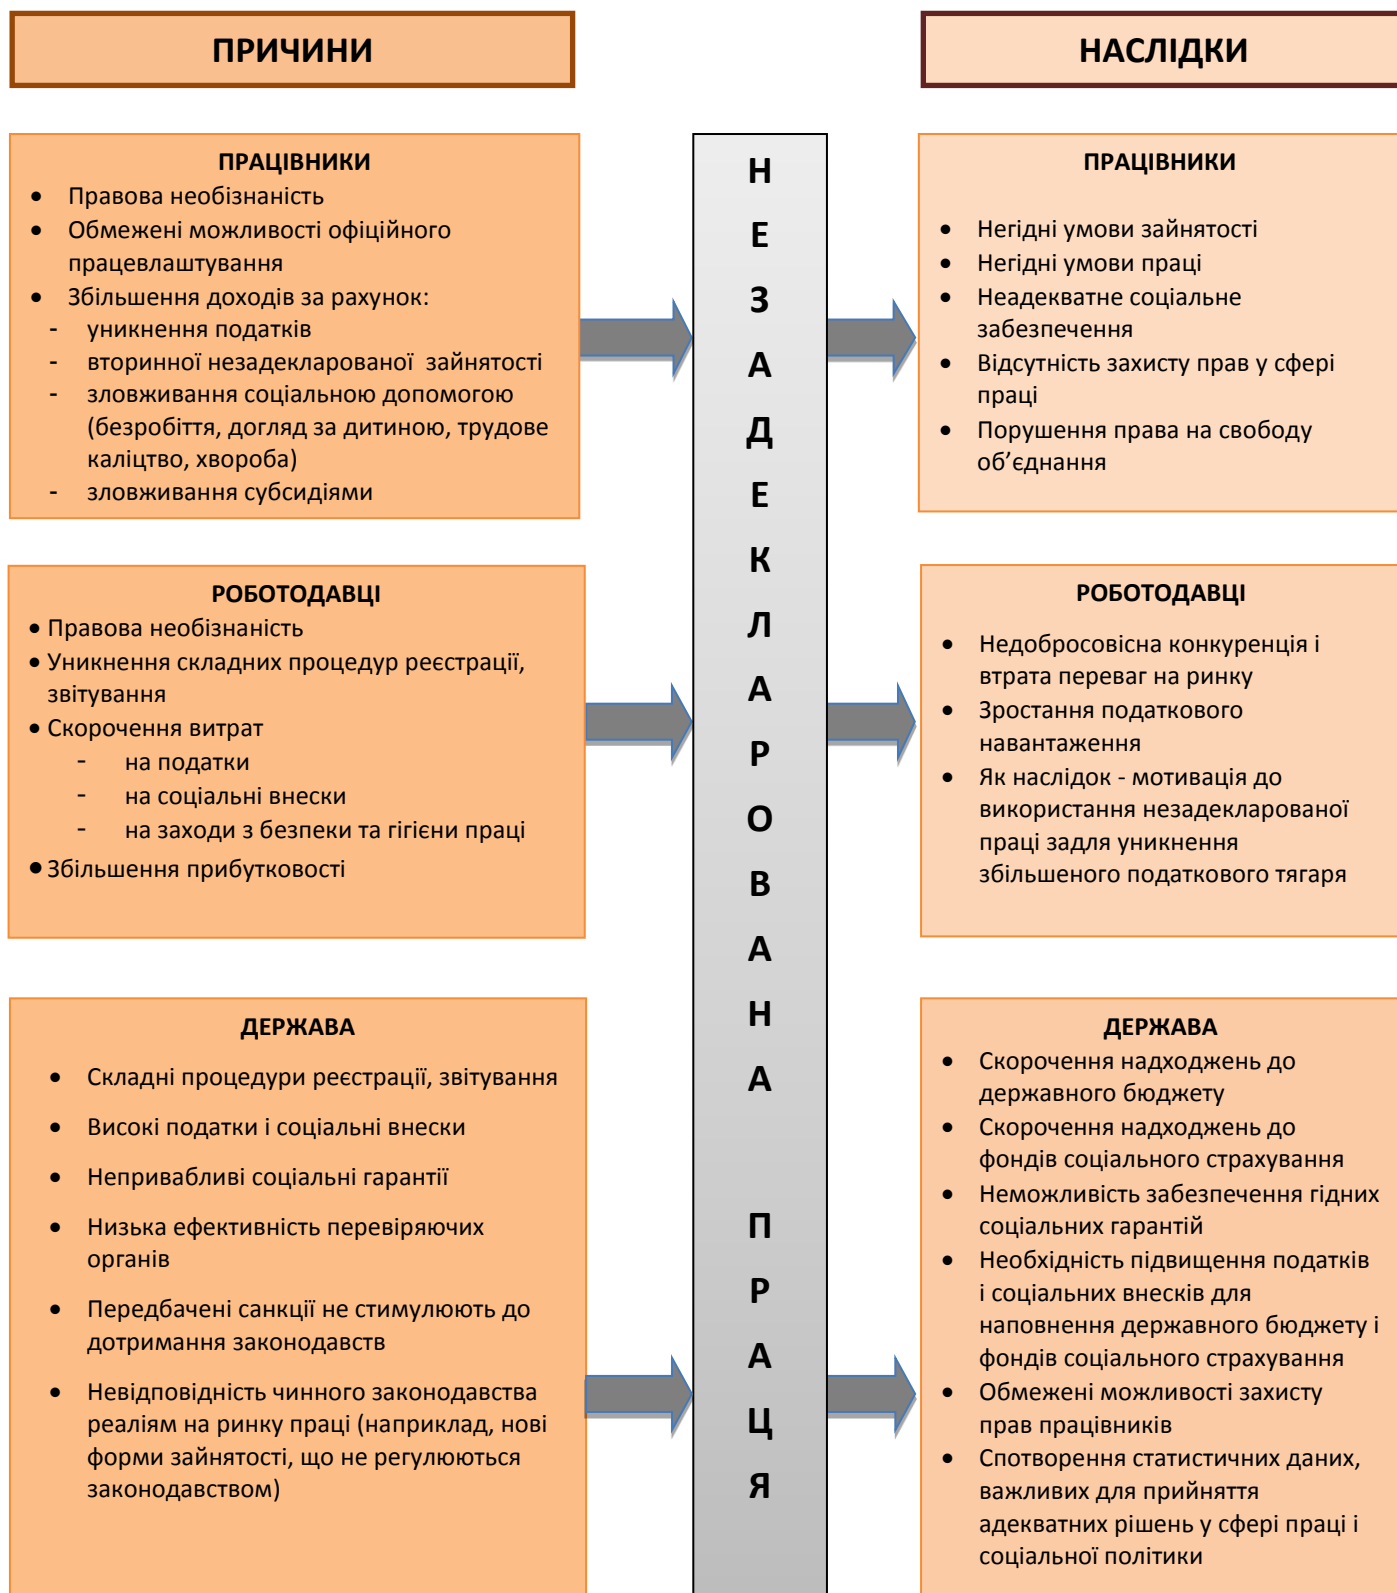 ПРИЧИНИ
НАСЛІДКИ
ПРАЦІВНИКИ
• Правова необізнаність
• Обмежені можливості офіційного
працевлаштування
• Збільшення доходів за рахунок:
- уникнення податків
- вторинної незадекларованої зайнятості
- зловживання соціальною допомогою
(безробіття, догляд за дитиною, трудове
каліцтво, хвороба)
- зловживання субсидіями
РОБОТОДАВЦІ
• Правова необізнаність
• Уникнення складних процедур реєстрації,
звітування
• Скорочення витрат
- на податки
- на соціальні внески
- на заходи з безпеки та гігієни праці
• Збільшення прибутковості
ДЕРЖАВА
• Складні процедури реєстрації, звітування
• Високі податки і соціальні внески
• Непривабливі соціальні гарантії
• Низька ефективність перевіряючих
органів
• Передбачені санкції не стимулюють до
дотримання законодавств
• Невідповідність чинного законодавства
реаліям на ринку праці (наприклад, нові
форми зайнятості, що не регулюються
законодавством)
Н
Е
З
А
Д
Е
К
Л
А
Р
О
В
А
Н
А
П
Р
А
Ц
Я
ПРАЦІВНИКИ
• Негідні умови зайнятості
• Негідні умови праці
• Неадекватне соціальне
забезпечення
• Відсутність захисту прав у сфері
праці
• Порушення права на свободу
об’єднання
РОБОТОДАВЦІ
• Недобросовісна конкуренція і
втрата переваг на ринку
• Зростання податкового
навантаження
• Як наслідок - мотивація до
використання незадекларованої
праці задля уникнення
збільшеного податкового тягаря
ДЕРЖАВА
• Скорочення надходжень до
державного бюджету
• Скорочення надходжень до
фондів соціального страхування
• Неможливість забезпечення гідних
соціальних гарантій
• Необхідність підвищення податків
і соціальних внесків для
наповнення державного бюджету і
фондів соціального страхування
• Обмежені можливості захисту
прав працівників
• Спотворення статистичних даних,
важливих для прийняття
адекватних рішень у сфері праці і
соціальної політики